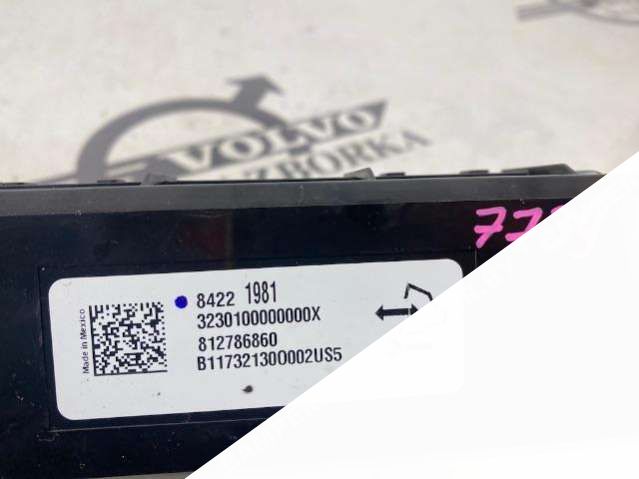 VOLVO
Made in Mexico
8422 1981
3230100000000X
812786860
B117321300002US5